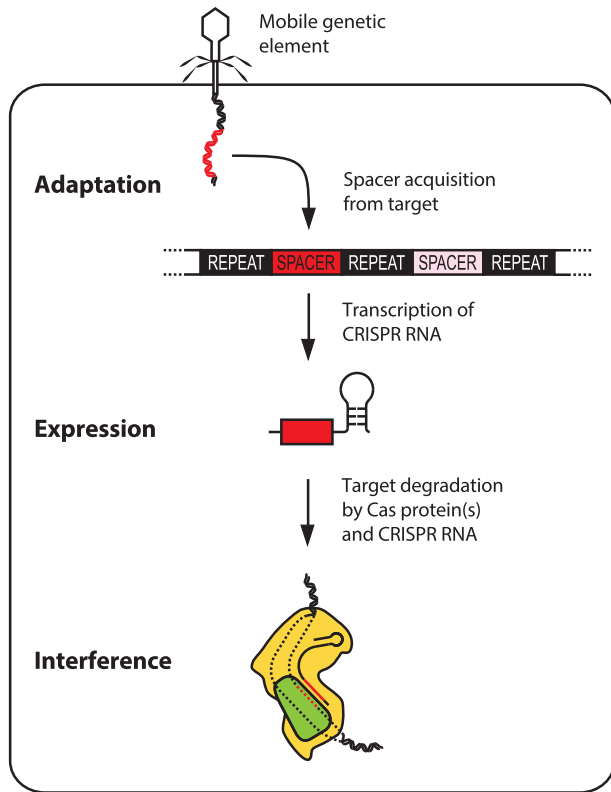 Mobile genetic
element
Adaptation
Spacer acquisition
from target
REPEAT SPACER REPEAT SPACER REPEAT
Transcription of
CRISPR RNA
Expression
Target degradation
by Cas protein(s)
and CRISPR RNA
Interference